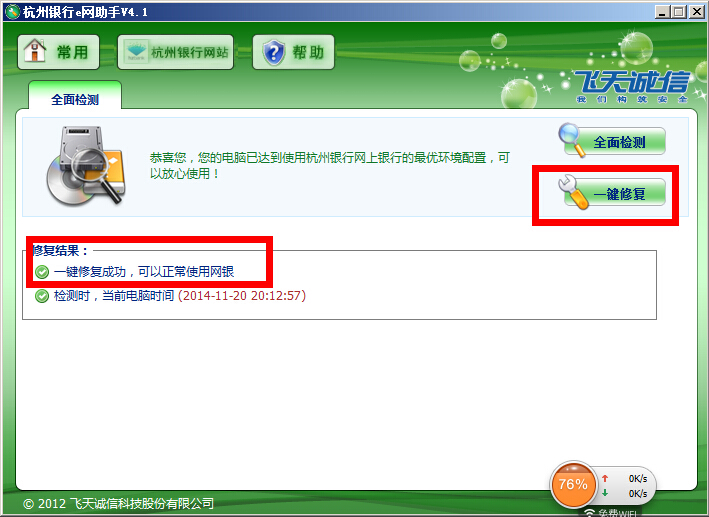 杭州银行e网助手V4.1
常用
杭州银行网站
帮助
飞天诚信
我们构筑安全
全面检测
恭喜您，您的电脑已达到使用杭州银行网上银行的最优环境配置，可
以放心使用！
全面检测
一键修复
修复结果：
一键修复成功，可以正常使用网银
检测时，当前电脑时间 (2014-11-20 20:12:57)
76%
0K/s
0K/s
免费WiFi
© 2012 飞天诚信科技股份有限公司